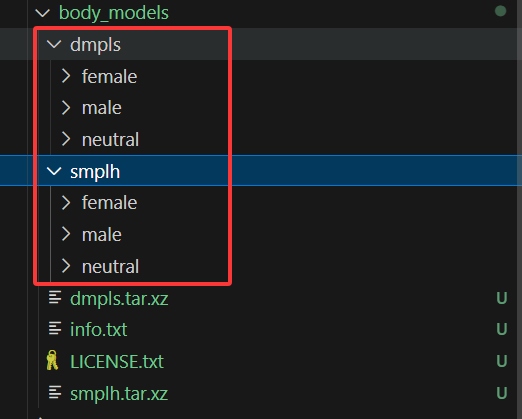 body_models
dmpls
female
male
neutral
smplh
female
male
neutral
dmpls.tar.xz U
info.txt U
LICENSE.txt U
smplh.tar.xz U